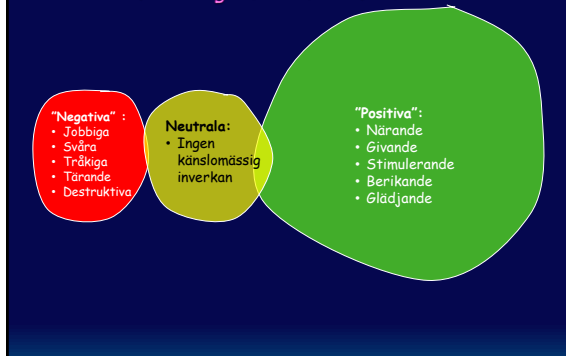 "Negativa" :
• Jobbiga
• Svåra
• Tråkiga
• Tärande
• Destruktiva
Neutrala:
• Ingen
känslomässig
inverkan
"Positiva":
• Närande
• Givande
• Stimulerande
• Berikande
• Glädjande